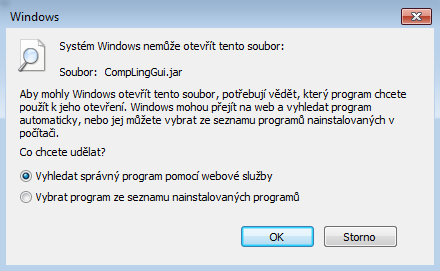 Windows
Systém Windows nemůže otevřít tento soubor:
Soubor: CompLingGui.jar
Aby mohly Windows otevřít tento soubor, potřebují vědět, který program chcete
použít k jeho otevření. Windows mohou přejít na web a vyhledat program
automaticky, nebo jej můžete vybrat ze seznamu programů nainstalovaných v
počítači.
Co chcete udělat?
Vyhledat správný program pomocí webové služby
Vybrat program ze seznamu nainstalovaných programů
OK Storno